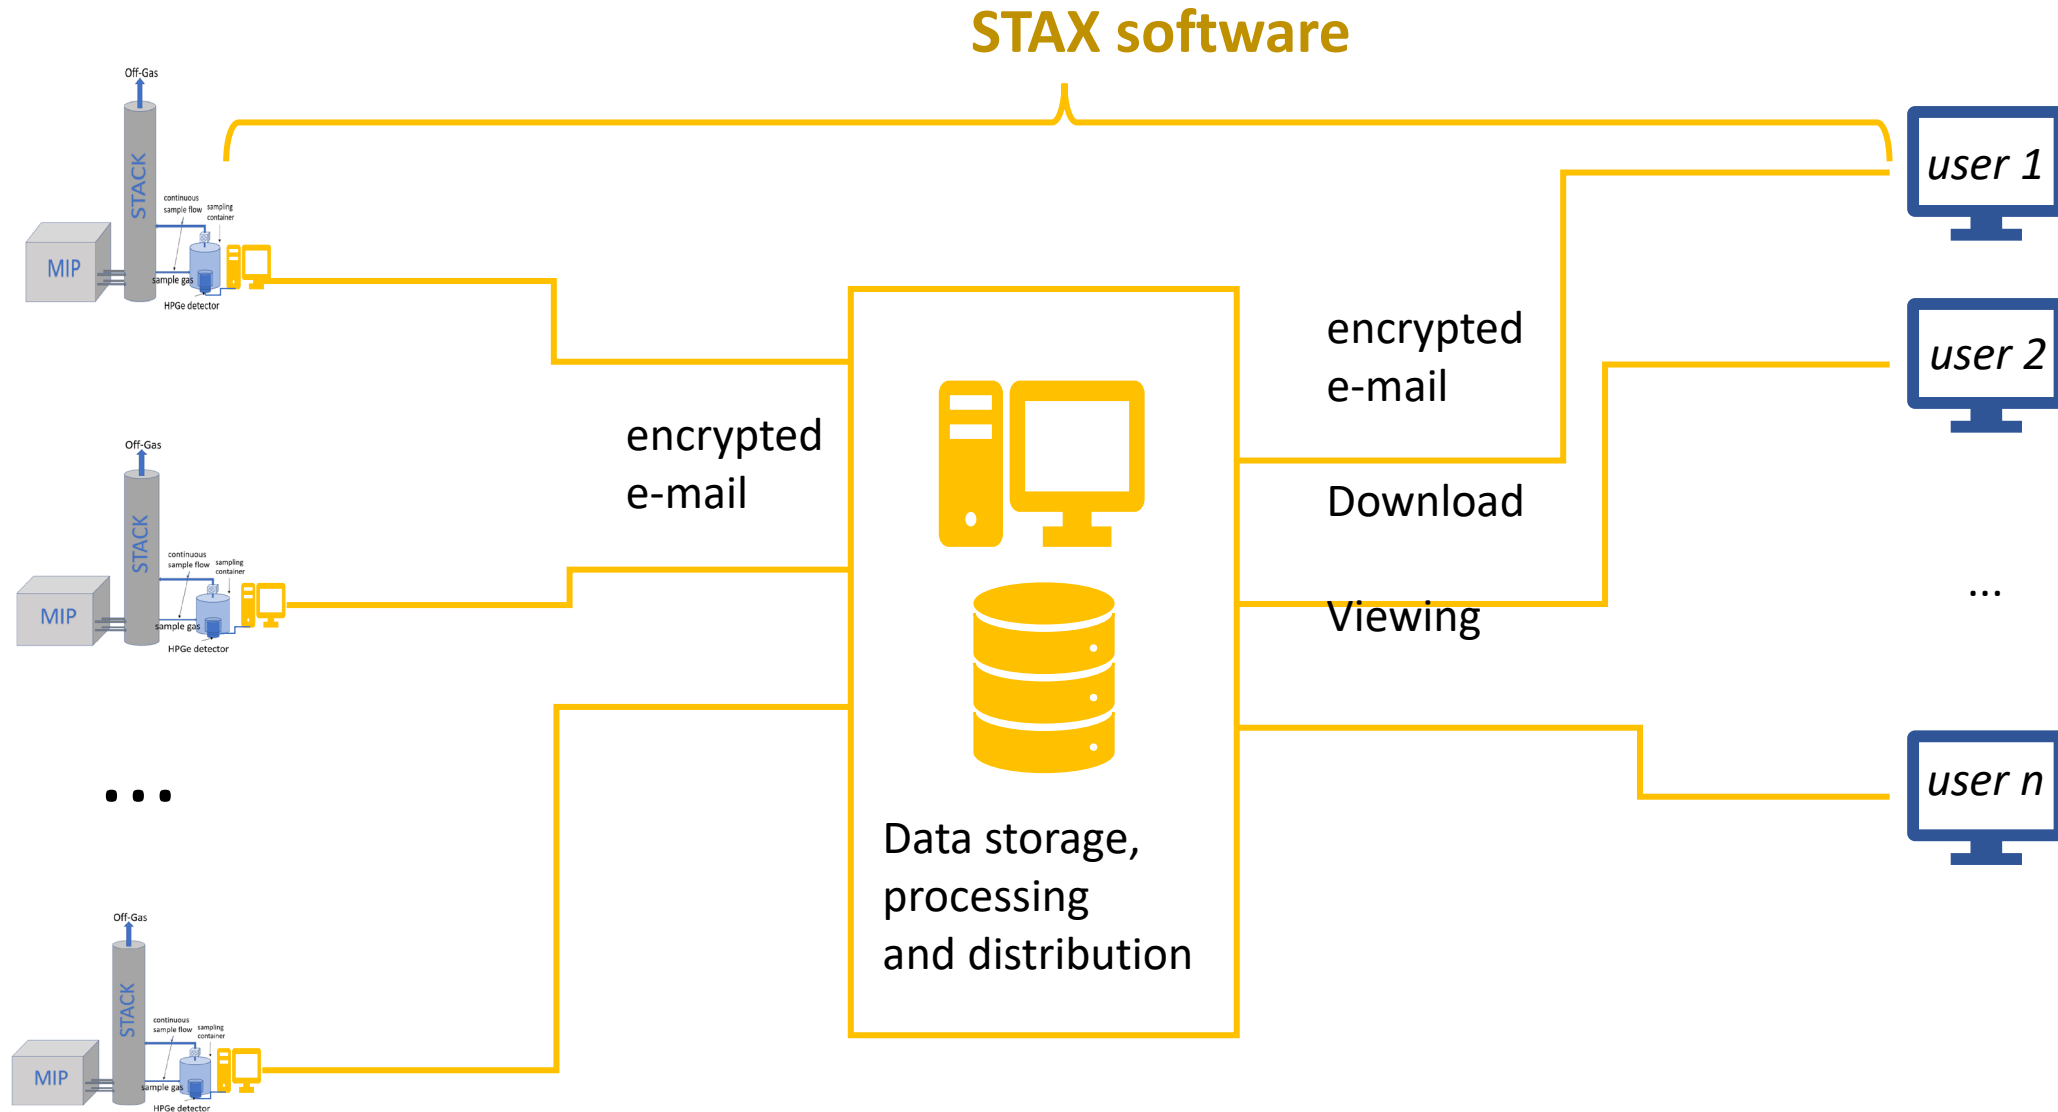 STAX software
Off-Gas
STACK
continuous
sample flow
sampling
container
MIP
sample gas
HPGe detector
encrypted
e-mail
Off-Gas
STACK
continuous
sample flow
sampling
container
MIP
sample gas
HPGe detector
...
Off-Gas
STACK
continuous
sample flow
sampling
container
MIP
sample gas
HPGe detector
Data storage,
processing
and distribution
encrypted
e-mail
Download
Viewing
user 1
user 2
...
user n